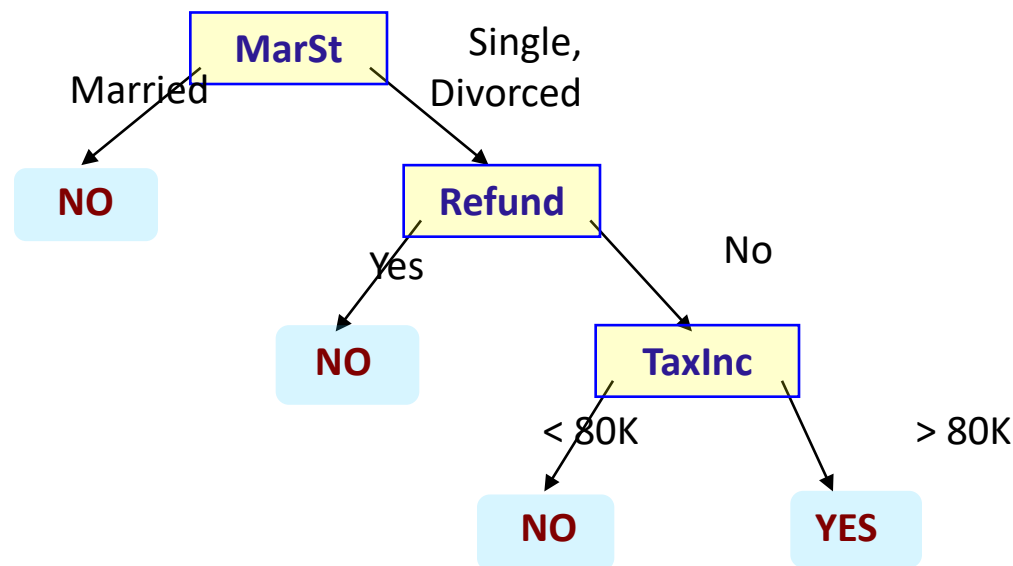 MarSt
Single,
Divorced
Married
NO
Refund
Yes
No
NO
TaxInc
< 80K
> 80K
NO
YES